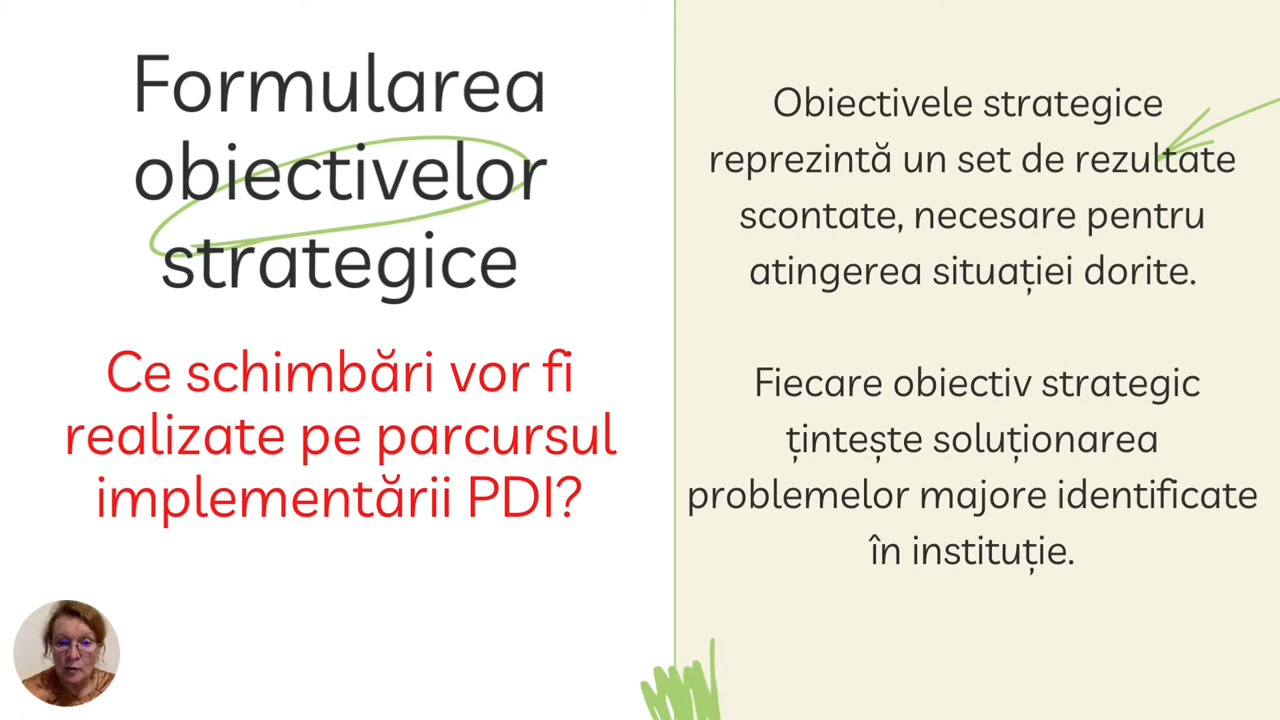 Formularea
obiectivelor
strategice
Ce schimbări vor fi
realizate pe parcursul
implementării PDI?
Obiectivele strategice
reprezintă un set de rezultate
scontate, necesare pentru
atingerea situației dorite.
Fiecare obiectiv strategic
țintește soluționarea
problemelor majore identificate
în instituție.